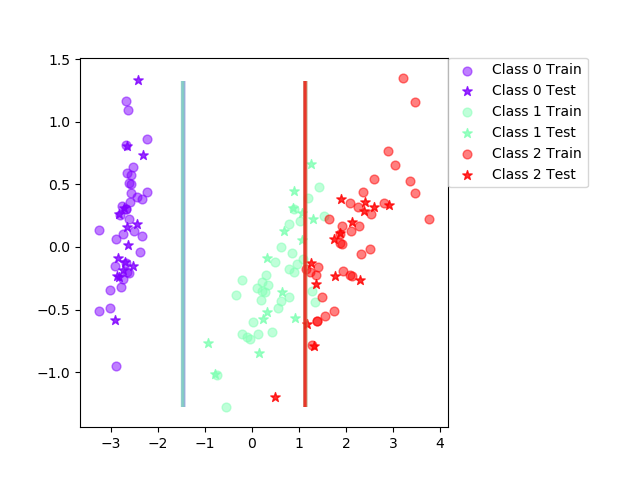 1.5
1.0
0.5
0.0
−0.5
−1.0
−3 −2 −1 0 1 2 3 4
Class 0 Train
Class 0 Test
Class 1 Train
Class 1 Test
Class 2 Train
Class 2 Test